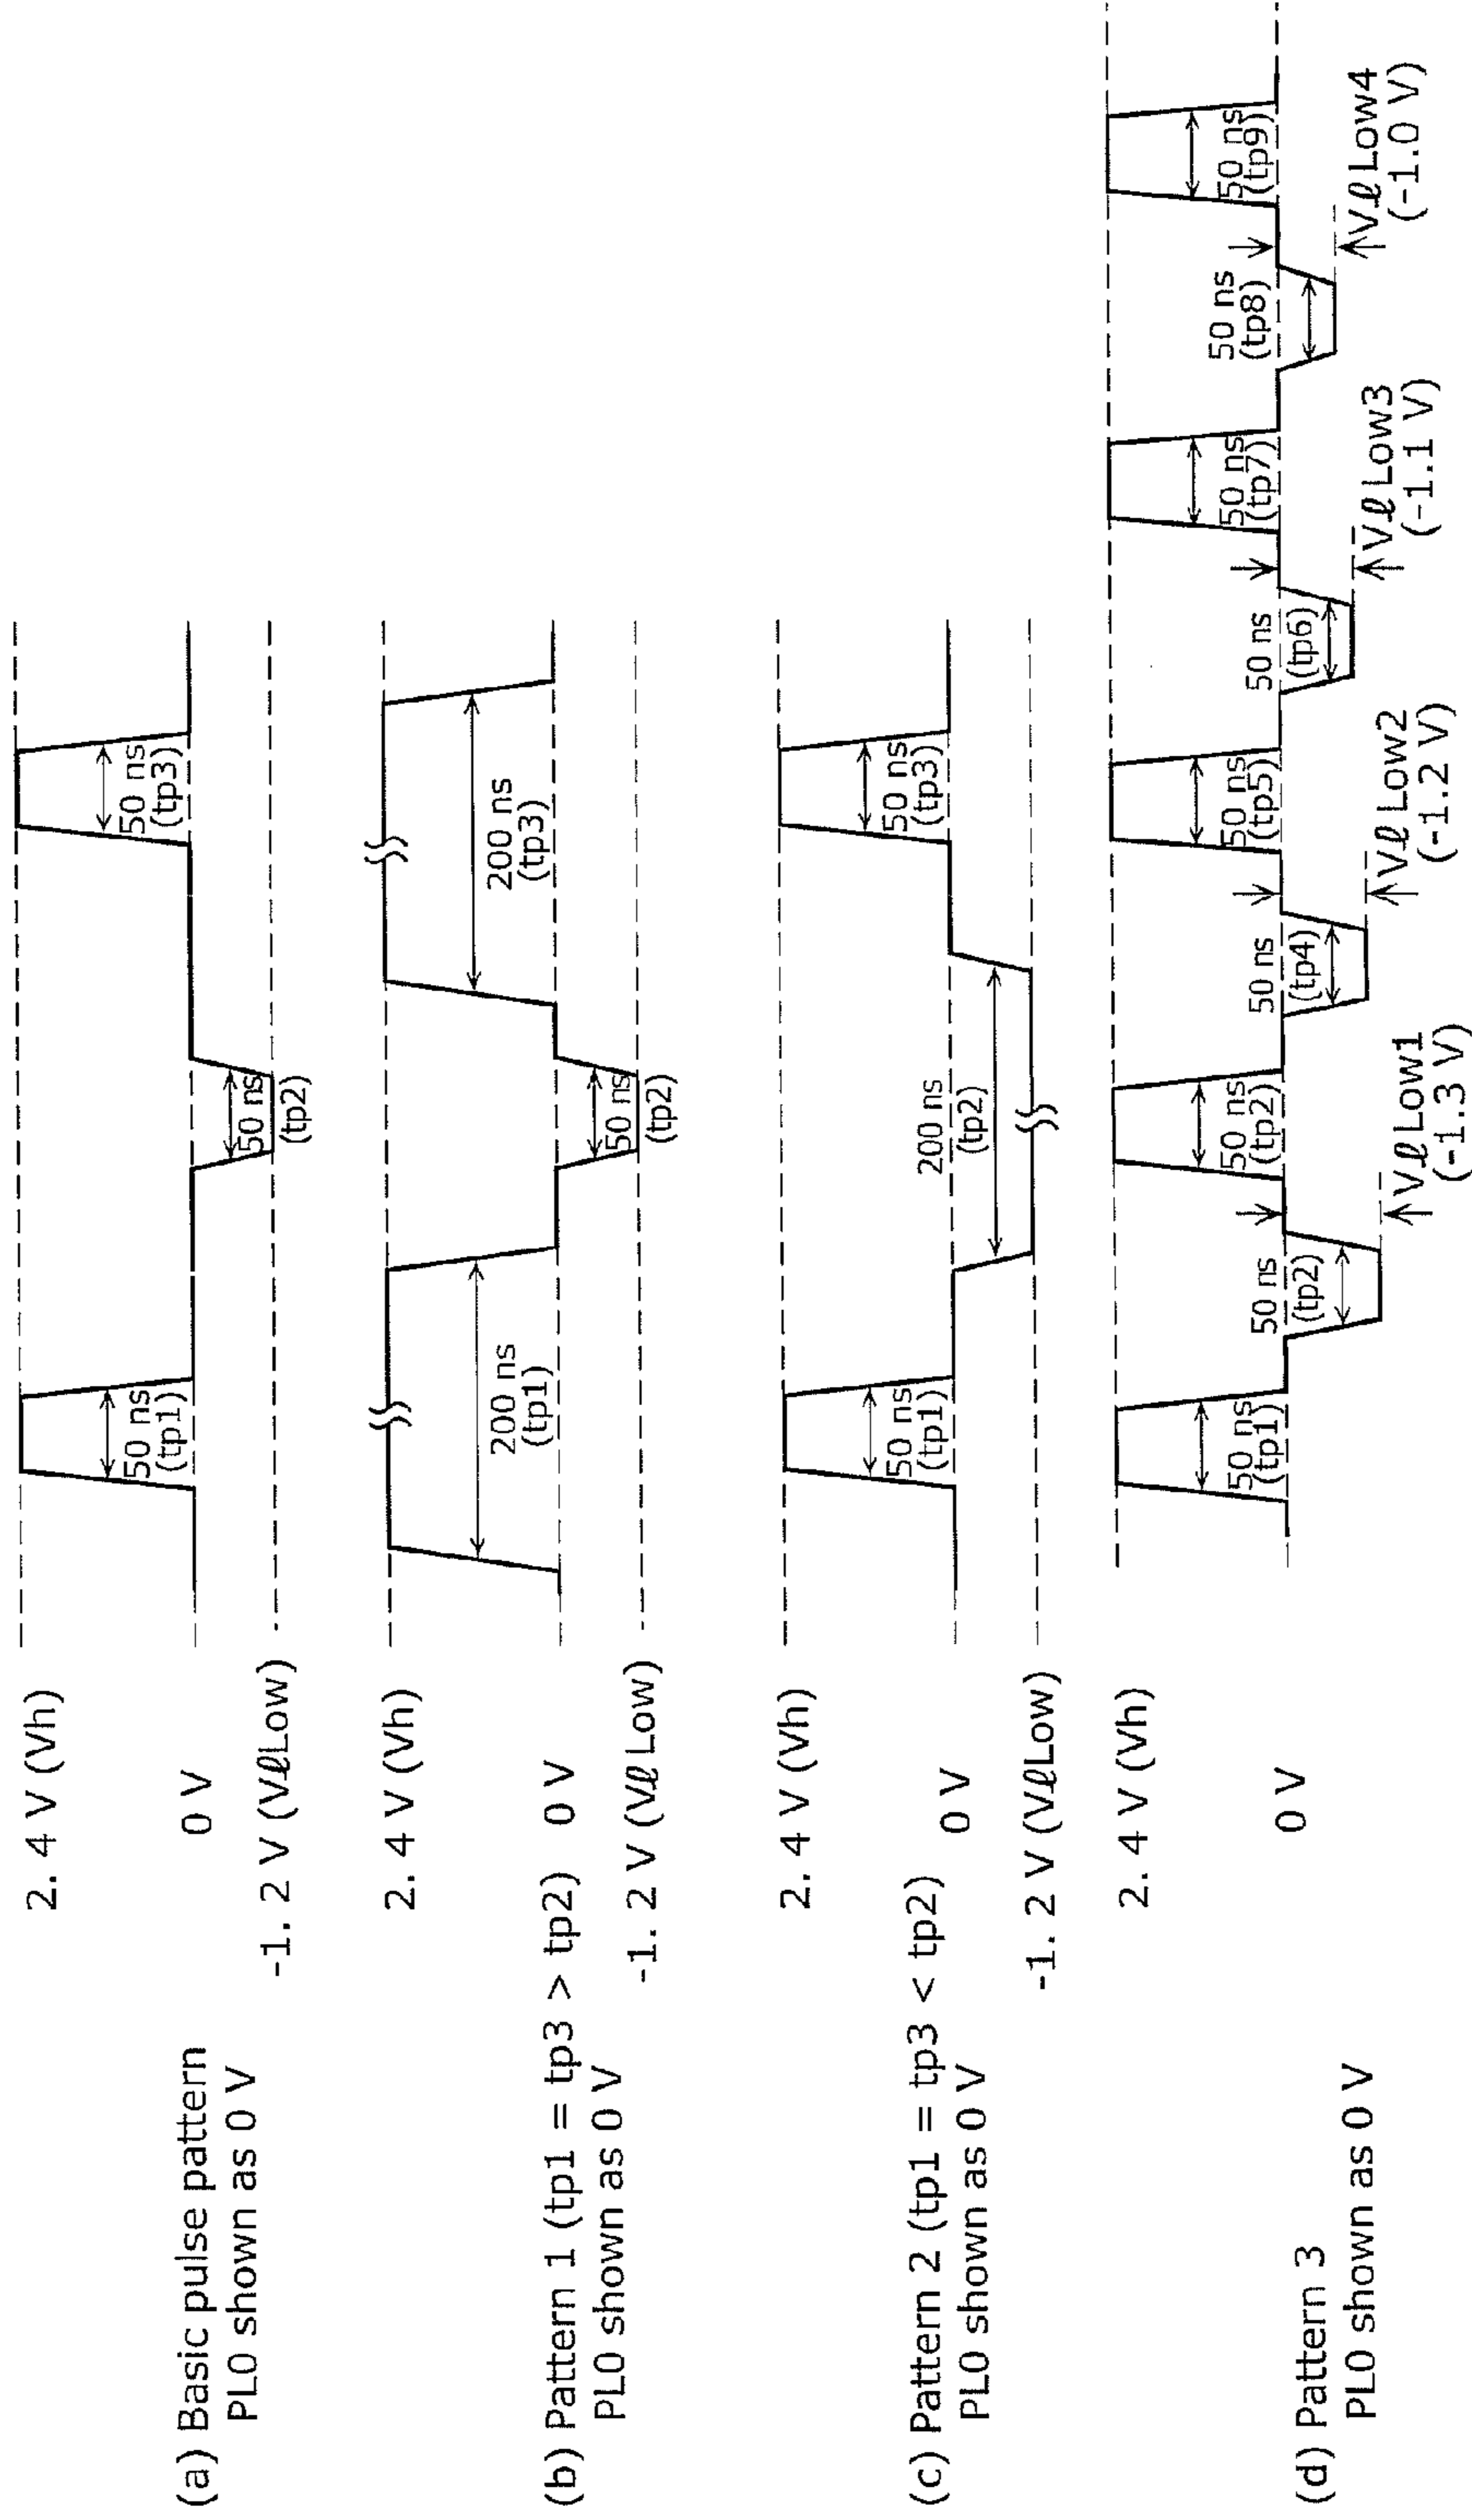 (a) Basic pulse pattern
PL0 shown as 0 V
2. 4 V (Vh)
0 V
-1. 2 V (VℓLow)
50 ns
(tp1)
50 ns
(tp2)
50 ns
(tp3)
(b) Pattern 1 (tp1 = tp3 > tp2)
PL0 shown as 0 V
2. 4 V (Vh)
0 V
-1. 2 V (VℓLow)
200 ns
(tp1)
50 ns
(tp2)
200 ns
(tp3)
(c) Pattern 2 (tp1 = tp3 < tp2)
PL0 shown as 0 V
2. 4 V (Vh)
0 V
-1. 2 V (VℓLow)
50 ns
(tp1)
200 ns
(tp2)
50 ns
(tp3)
(d) Pattern 3
PL0 shown as 0 V
2. 4 V (Vh)
0 V
50 ns
(tp1)
50 ns
(tp2)
VℓLow1
(-1.3 V)
50 ns
(tp2)
50 ns
(tp4)
VℓLow2
(-1.2 V)
50 ns
(tp5)
50 ns
(tp6)
VℓLow3
(-1.1 V)
50 ns
(tp7)
50 ns
(tp8)
VℓLow4
(-1.0 V)
50 ns
(tp9)